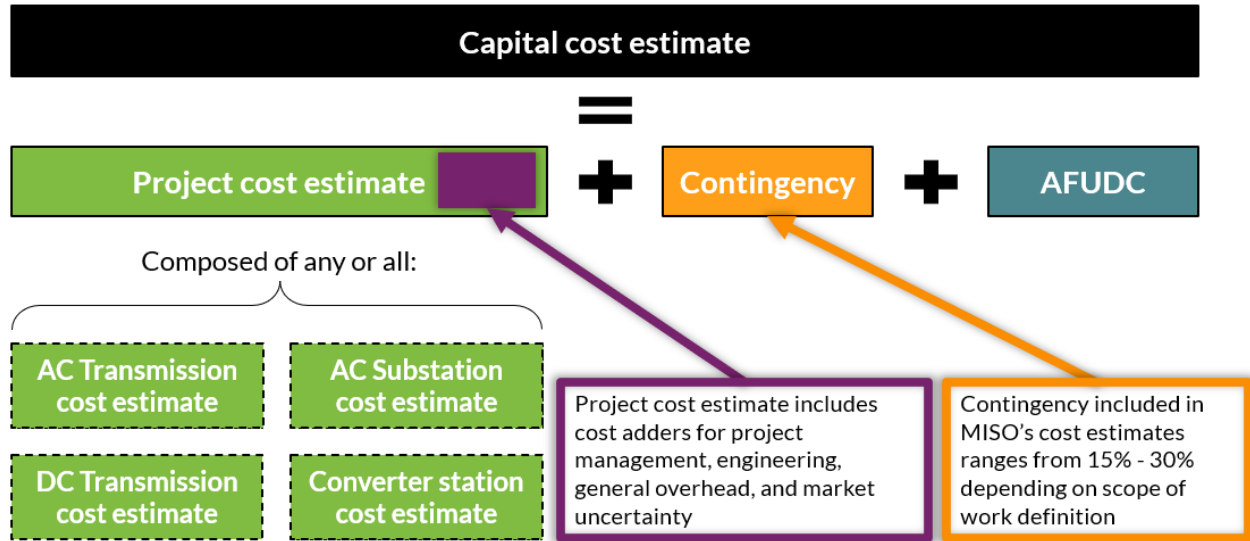 Capital cost estimate
=
Project cost estimate + Contingency + AFUDC
Composed of any or all:
AC Transmission
cost estimate
AC Substation
cost estimate
DC Transmission
cost estimate
Converter station
cost estimate
Project cost estimate includes
cost adders for project
management, engineering,
general overhead, and market
uncertainty
Contingency included in
MISO’s cost estimates
ranges from 15% - 30%
depending on scope of
work definition